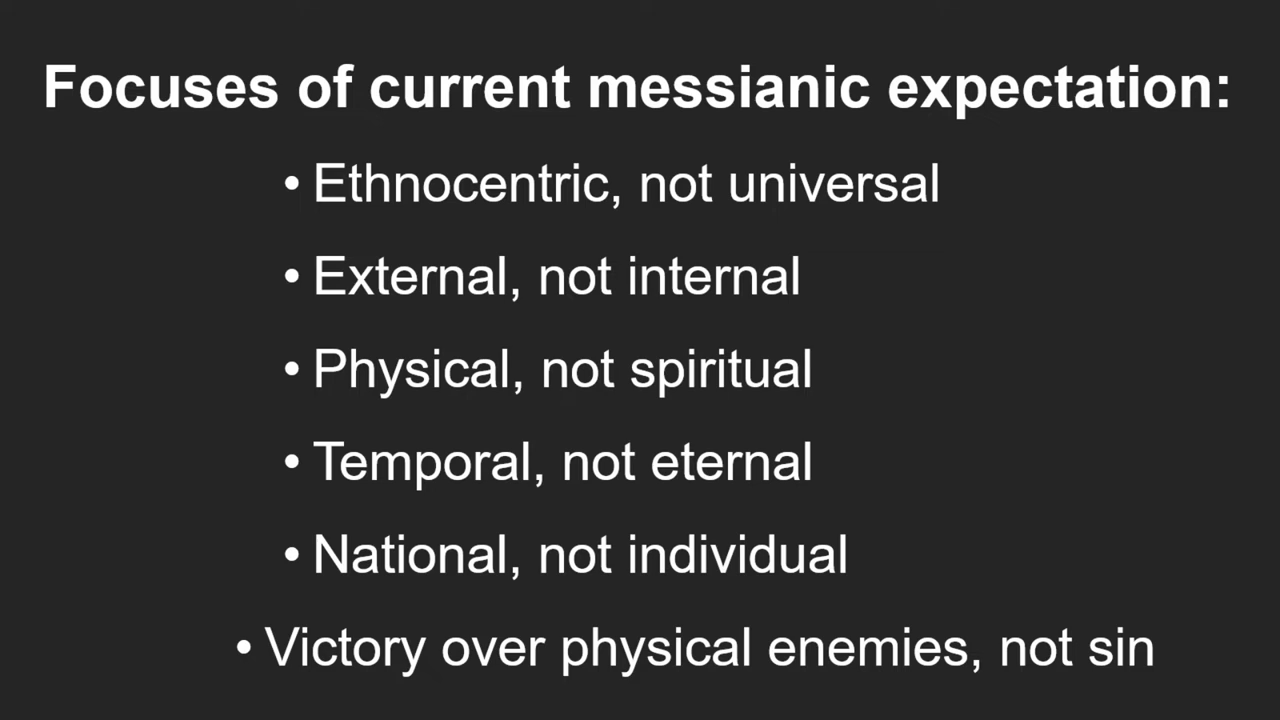 Focuses of current messianic expectation:
• Ethnocentric, not universal
• External, not internal
• Physical, not spiritual
• Temporal, not eternal
• National, not individual
• Victory over physical enemies, not sin